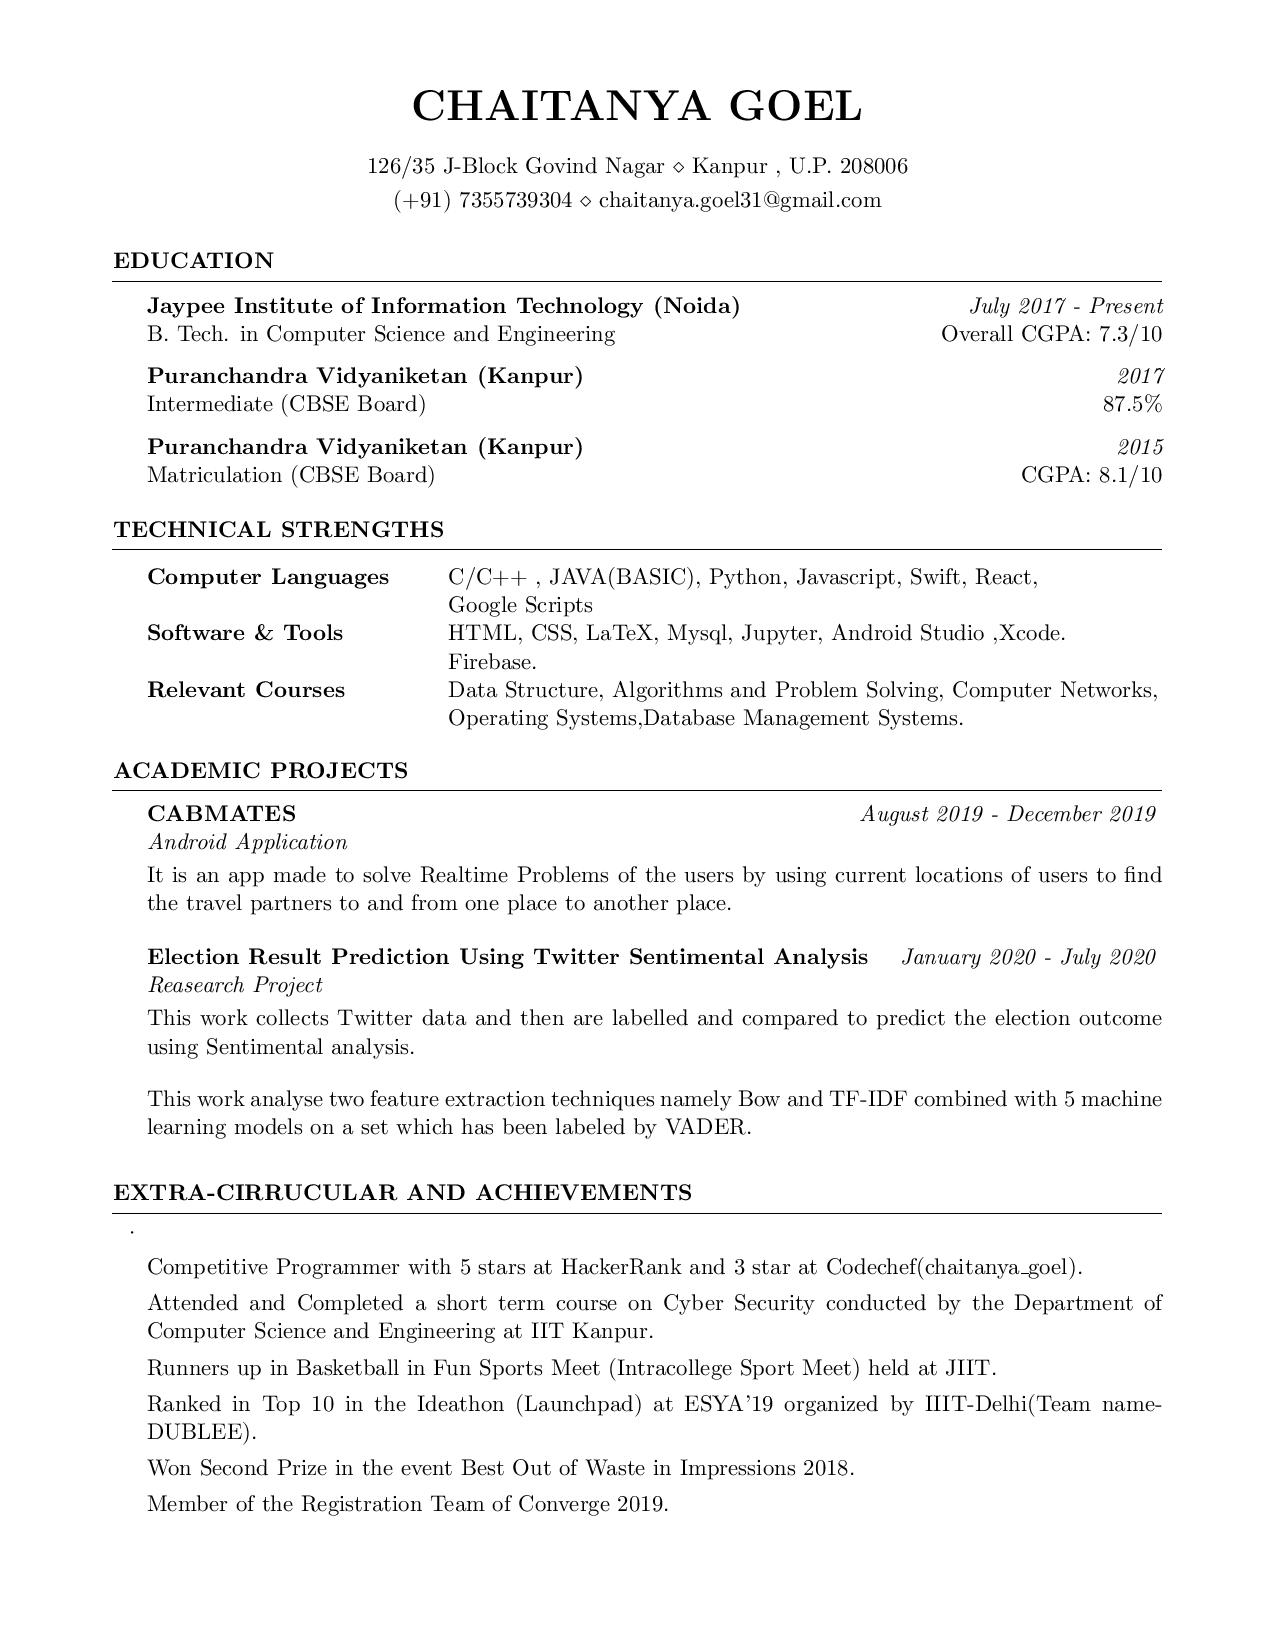 CHAITANYA GOEL
126/35 J-Block Govind Nagar ⋄ Kanpur , U.P. 208006
(+91) 7355739304 ⋄ chaitanya.goel31@gmail.com
EDUCATION
Jaypee Institute of Information Technology (Noida) July 2017 - Present
B. Tech. in Computer Science and Engineering Overall CGPA: 7.3/10
Puranchandra Vidyaniketan (Kanpur) 2017
Intermediate (CBSE Board) 87.5%
Puranchandra Vidyaniketan (Kanpur) 2015
Matriculation (CBSE Board) CGPA: 8.1/10
TECHNICAL STRENGTHS
Computer Languages C/C++ , JAVA(BASIC), Python, Javascript, Swift, React,
Google Scripts
Software & Tools HTML, CSS, LaTeX, Mysql, Jupyter, Android Studio ,Xcode.
Firebase.
Relevant Courses Data Structure, Algorithms and Problem Solving, Computer Networks,
Operating Systems,Database Management Systems.
ACADEMIC PROJECTS
CABMATES August 2019 - December 2019
Android Application
It is an app made to solve Realtime Problems of the users by using current locations of users to find
the travel partners to and from one place to another place.
Election Result Prediction Using Twitter Sentimental Analysis January 2020 - July 2020
Reasearch Project
This work collects Twitter data and then are labelled and compared to predict the election outcome
using Sentimental analysis.
This work analyse two feature extraction techniques namely Bow and TF-IDF combined with 5 machine
learning models on a set which has been labeled by VADER.
EXTRA-CIRRUCULAR AND ACHIEVEMENTS
.
Competitive Programmer with 5 stars at HackerRank and 3 star at Codechef(chaitanya_goel).
Attended and Completed a short term course on Cyber Security conducted by the Department of
Computer Science and Engineering at IIT Kanpur.
Runners up in Basketball in Fun Sports Meet (Intracollege Sport Meet) held at JIIT.
Ranked in Top 10 in the Ideathon (Launchpad) at ESYA'19 organized by IIIT-Delhi(Team name-
DUBLEE).
Won Second Prize in the event Best Out of Waste in Impressions 2018.
Member of the Registration Team of Converge 2019.